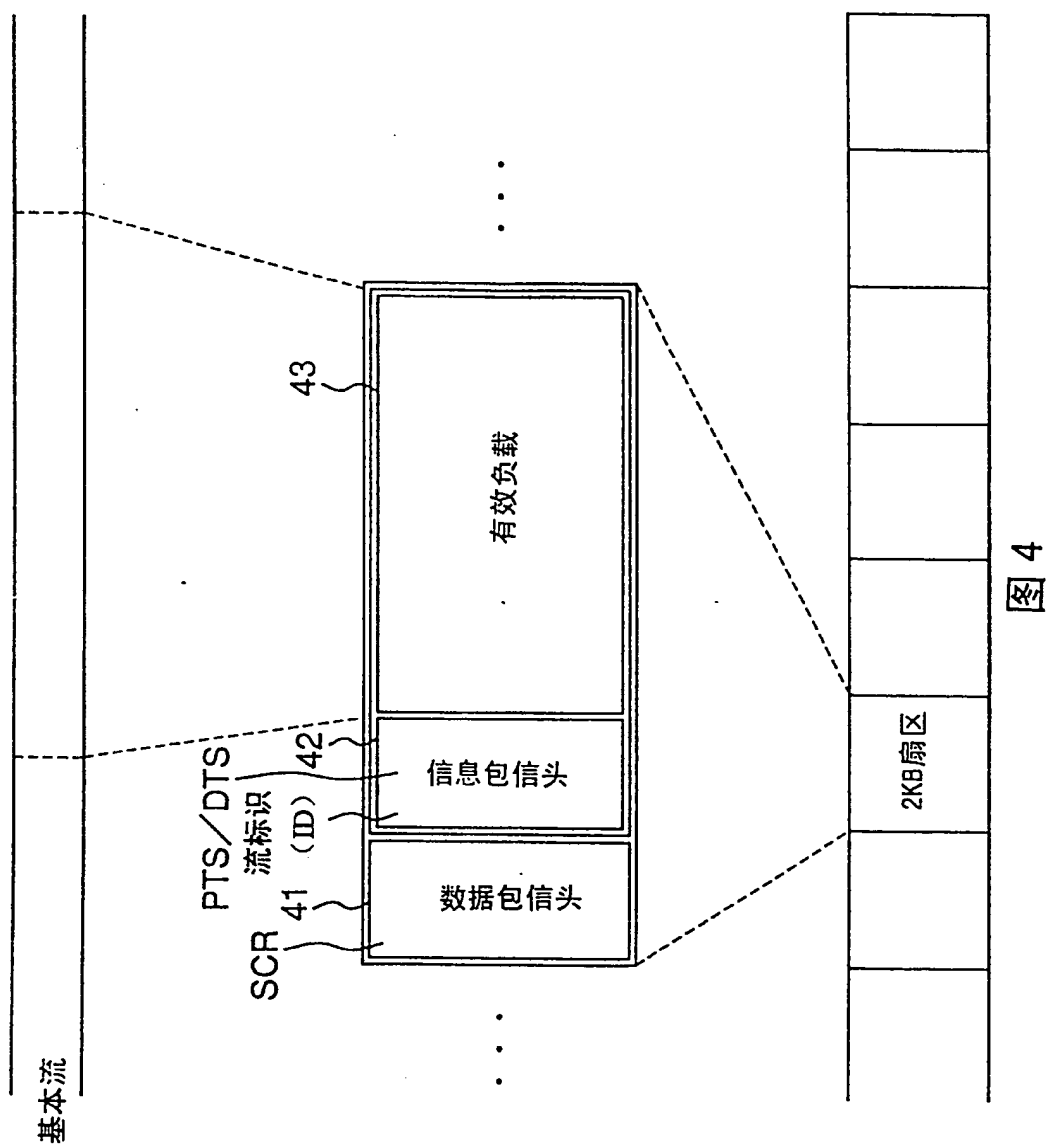 基本流
PTS/DTS
流标识
(ID)
SCR
41
42
43
数据包信头
信息包信头
有效负载
2KB扇区
图 4